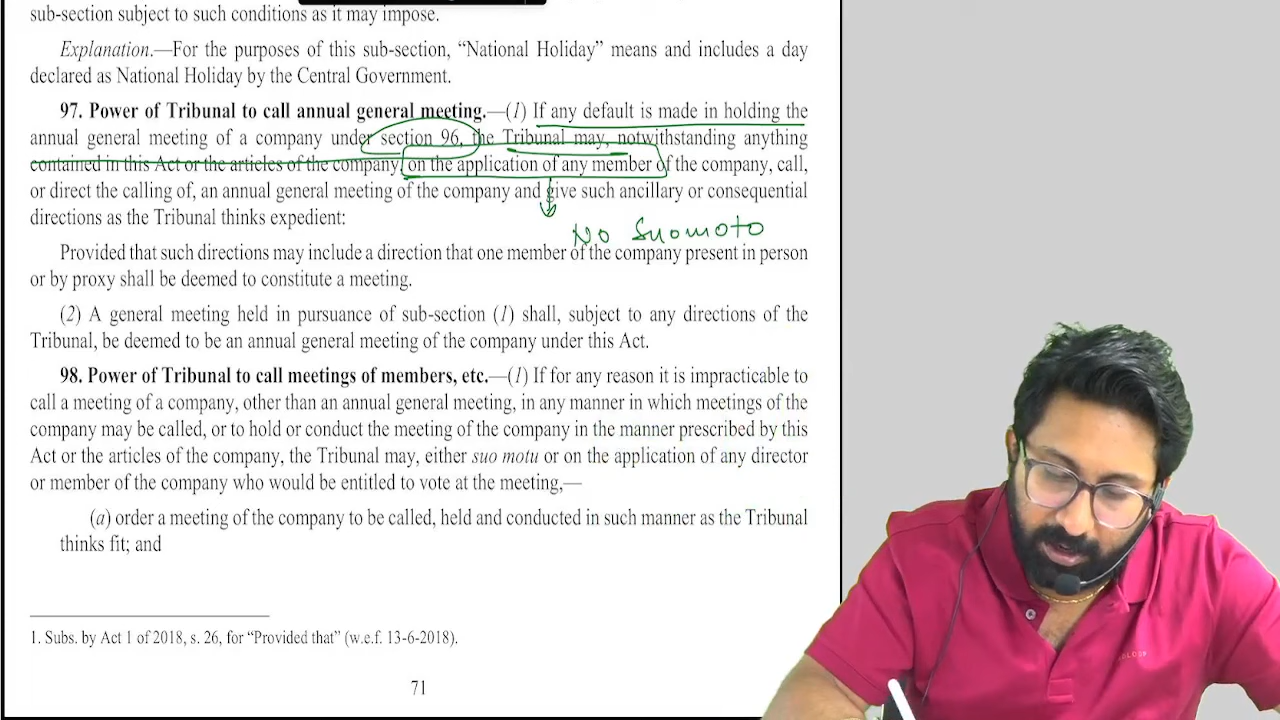 sub-section subject to such conditions as it may impose.
Explanation.—For the purposes of this sub-section, “National Holiday” means and includes a day
declared as National Holiday by the Central Government.
97. Power of Tribunal to call annual general meeting.—(1) If any default is made in holding the
annual general meeting of a company under section 96, the Tribunal may, notwithstanding anything
contained in this Act or the articles of the company, on the application of any member of the company, call,
or direct the calling of, an annual general meeting of the company and give such ancillary or consequential
directions as the Tribunal thinks expedient:
No Suomoto
Provided that such directions may include a direction that one member of the company present in person
or by proxy shall be deemed to constitute a meeting.
(2) A general meeting held in pursuance of sub-section (1) shall, subject to any directions of the
Tribunal, be deemed to be an annual general meeting of the company under this Act.
98. Power of Tribunal to call meetings of members, etc.—(1) If for any reason it is impracticable to
call a meeting of a company, other than an annual general meeting, in any manner in which meetings of the
company may be called, or to hold or conduct the meeting of the company in the manner prescribed by this
Act or the articles of the company, the Tribunal may, either suo motu or on the application of any director
or member of the company who would be entitled to vote at the meeting,—
(a) order a meeting of the company to be called, held and conducted in such manner as the Tribunal
thinks fit; and
1. Subs. by Act 1 of 2018, s. 26, for “Provided that” (w.e.f. 13-6-2018).
71